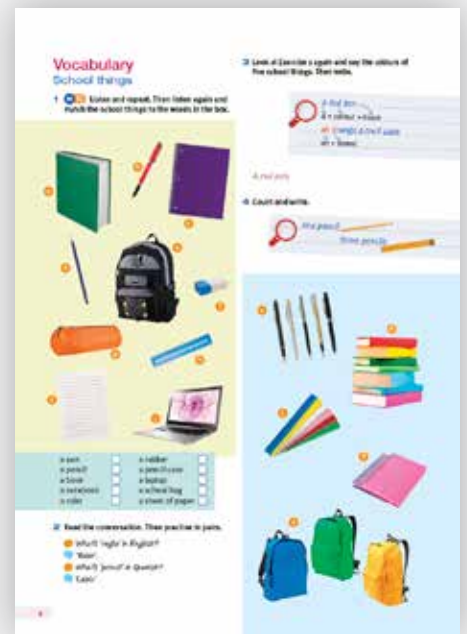 Vocabulary
School things
1 Listen and repeat. Then listen again and
match the school things to the words in the box.
a pen
a pencil
a book
a notebook
a ruler
a rubber
a pencil case
a laptop
a school bag
a sheet of paper
2 Read the conversation. Then practise in pairs.
What's 'regla' in English?
'Ruler'.
What's 'pencil' in Spanish?
'Lápiz'.
3 Look at Exercise 1 again and say the colours of
five school things. Then write.
a red pen
a + colour + noun
an orange pencil case
A red pen
4 Count and write.
one pencil
three pencils